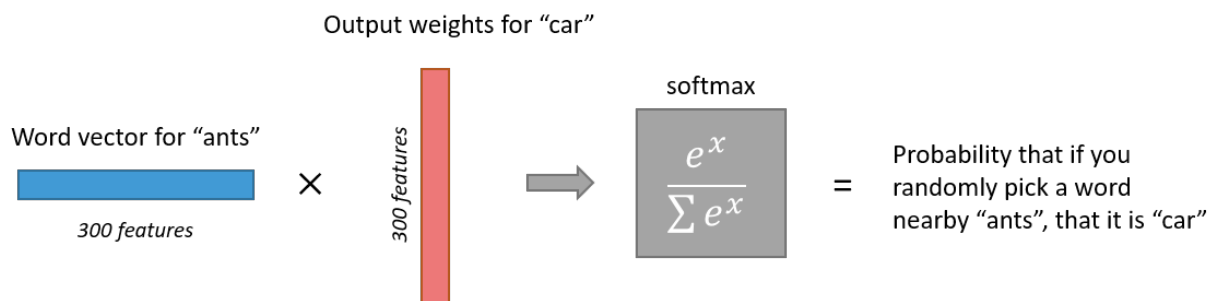 Output weights for “car”
softmax
Word vector for “ants”
300 features
×
300 features
e^x
∑ e^x
=
Probability that if you
randomly pick a word
nearby “ants”, that it is “car”